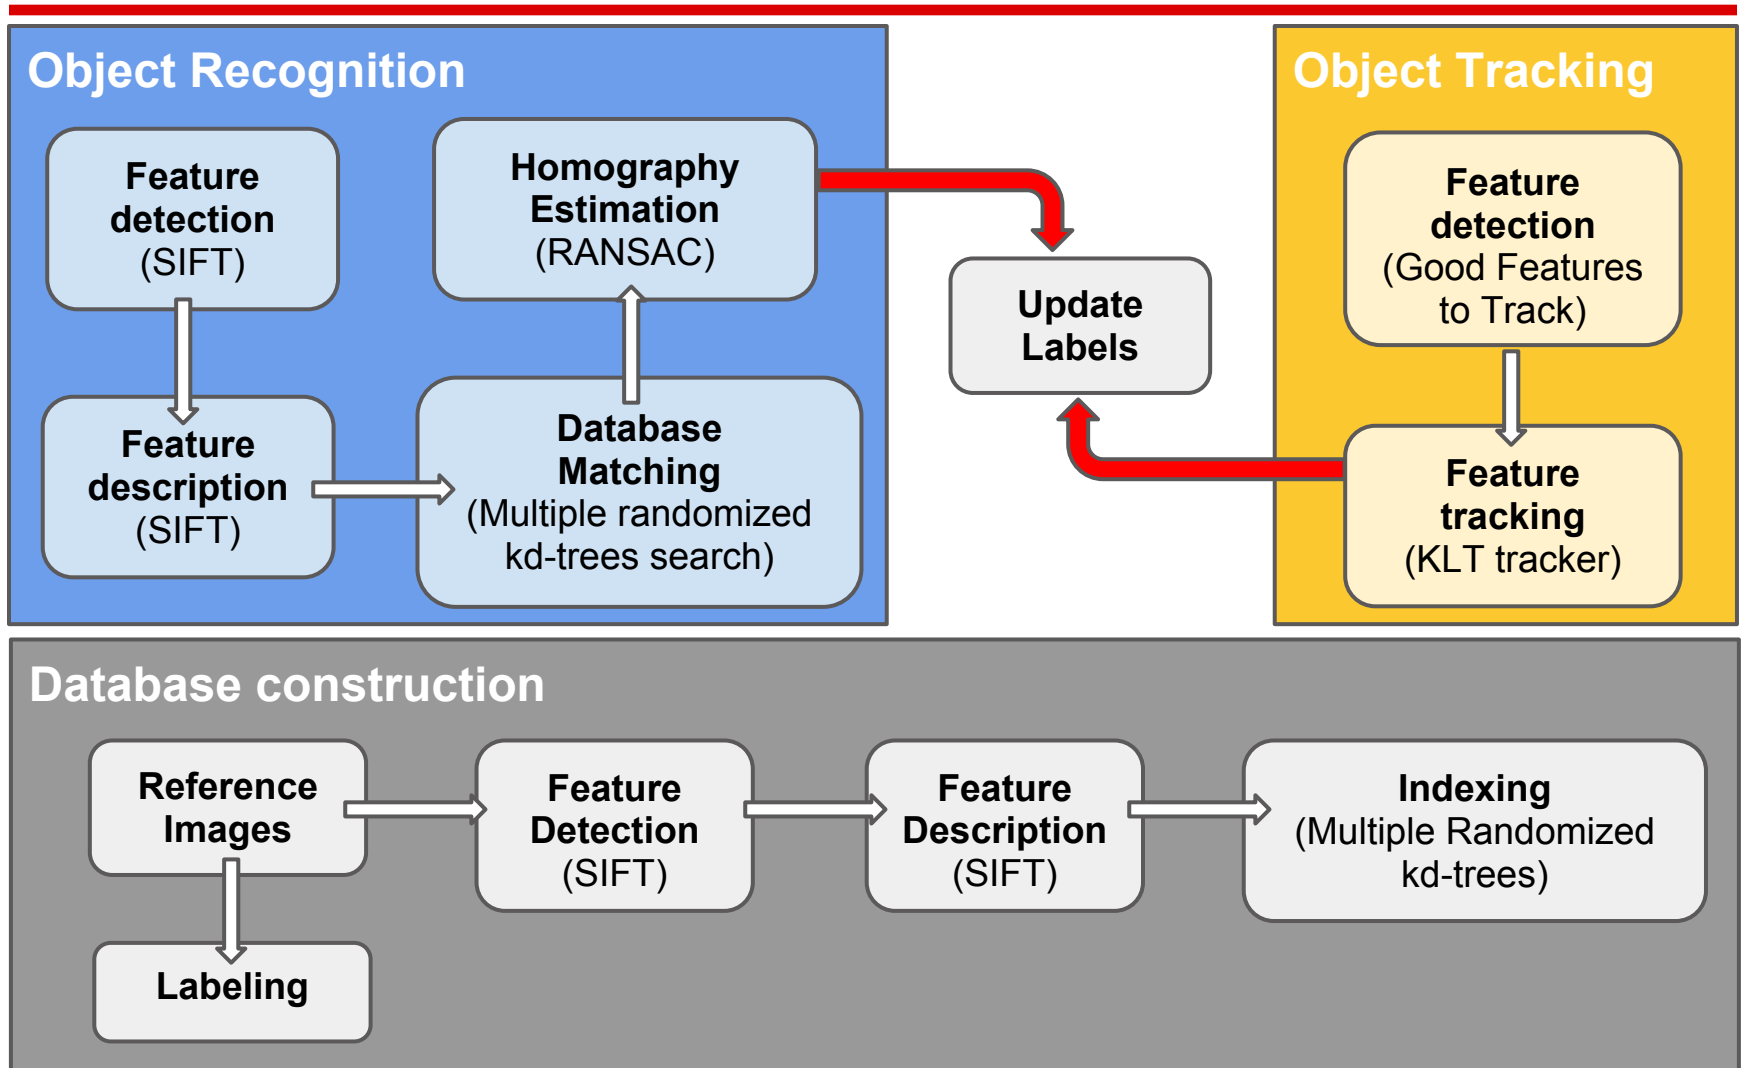 Object Recognition
Feature
detection
(SIFT)
Feature
description
(SIFT)
Database
Matching
(Multiple randomized
kd-trees search)
Homography
Estimation
(RANSAC)
Update
Labels
Object Tracking
Feature
detection
(Good Features
to Track)
Feature
tracking
(KLT tracker)
Database construction
Reference
Images
Labeling
Feature
Detection
(SIFT)
Feature
Description
(SIFT)
Indexing
(Multiple Randomized
kd-trees)